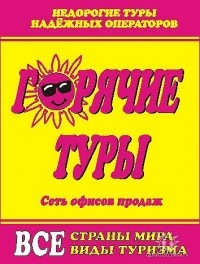 НЕДОРОГИЕ ТУРЫ
НАДЁЖНЫХ ОПЕРАТОРОВ
ГОРЯЧИЕ
ТУРЫ
Сеть офисов продаж
ВСЕ СТРАНЫ МИРА
ВИДЫ ТУРИЗМА